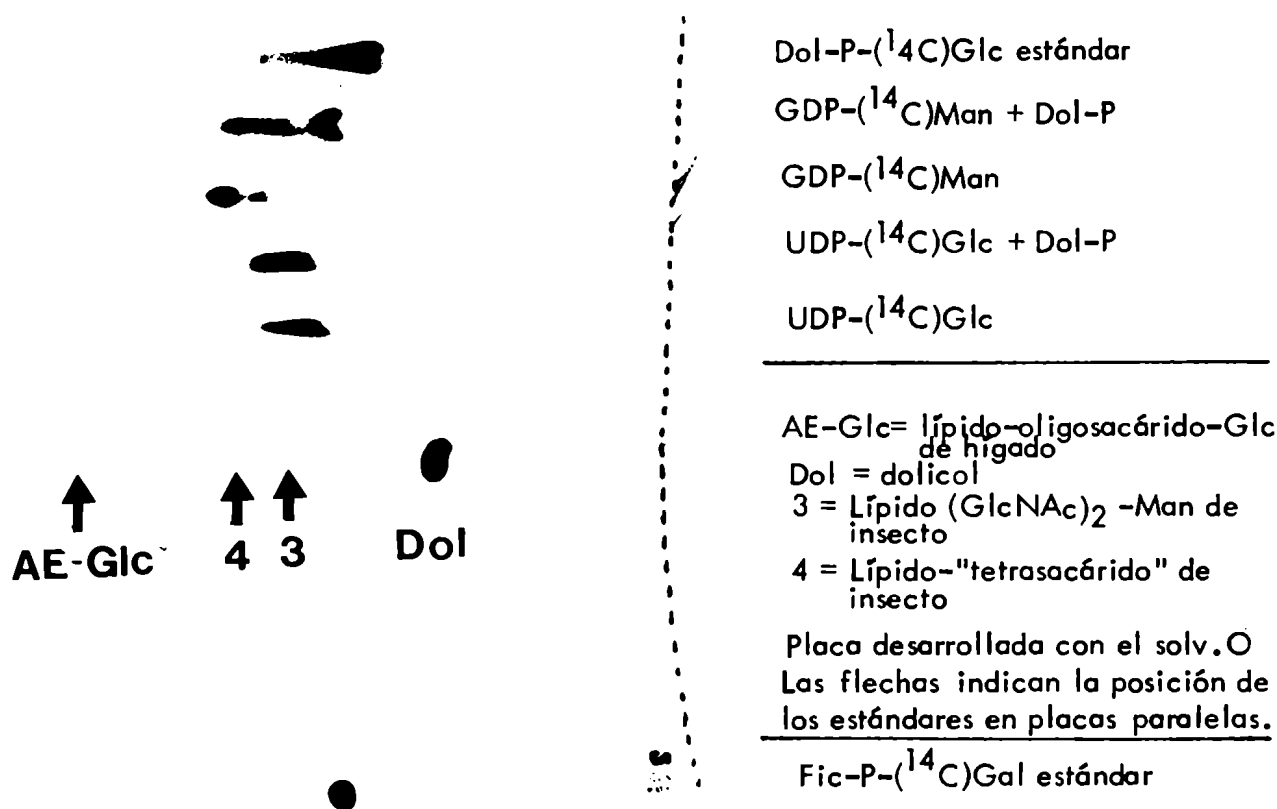 Dol-P-(14C)Glc estándar
GDP-(14C)Man + Dol-P
GDP-(14C)Man
UDP-(14C)Glc + Dol-P
UDP-(14C)Glc
AE-Glc
4
3
Dol
AE-Glc= lípido-oligosacárido-Glc
de hígado
Dol = dolicol
3 = Lípido (GlcNAc)2 -Man de
insecto
4 = Lípido-"tetrasacárido" de
insecto
Placa desarrollada con el solv.O
Las flechas indican la posición de
los estándares en placas paralelas.
Fic-P-(14C)Gal estándar